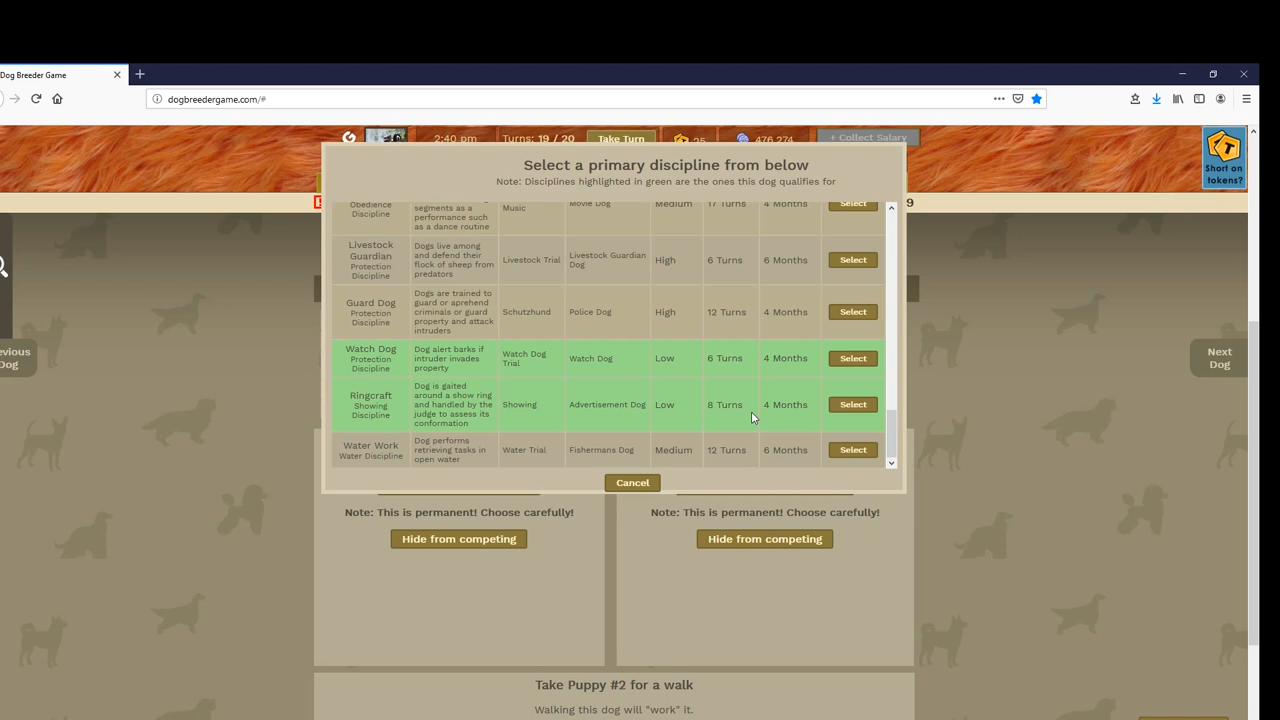 Dog Breeder Game
dogbreedergame.com/#
2:40 pm
Turns: 19 / 20
Take Turn
25
476,274
+ Collect Salary
Short on
tokens?
9
Select a primary discipline from below
Note: Disciplines highlighted in green are the ones this dog qualifies for
Obedience
Discipline
segments as a
performance such
as a dance routine
Music
Movie Dog
Medium
17 Turns
4 Months
Select
Livestock
Guardian
Protection
Discipline
Dogs live among
and defend their
flock of sheep from
predators
Livestock Trial
Livestock Guardian
Dog
High
6 Turns
6 Months
Select
Guard Dog
Protection
Discipline
Dogs are trained to
guard or aprehend
criminals or guard
property and attack
intruders
Schutzhund
Police Dog
High
12 Turns
4 Months
Select
Watch Dog
Protection
Discipline
Dog alert barks if
intruder invades
property
Watch Dog
Trial
Watch Dog
Low
6 Turns
4 Months
Select
Ringcraft
Showing
Discipline
Dog is gaited
around a show ring
and handled by the
judge to assess its
conformation
Showing
Advertisement Dog
Low
8 Turns
4 Months
Select
Water Work
Water Discipline
Dog performs
retrieving tasks in
open water
Water Trial
Fishermans Dog
Medium
12 Turns
6 Months
Select
Cancel
evious
Dog
Next
Dog
Note: This is permanent! Choose carefully!
Hide from competing
Note: This is permanent! Choose carefully!
Hide from competing
Take Puppy #2 for a walk
Walking this dog will "work" it.